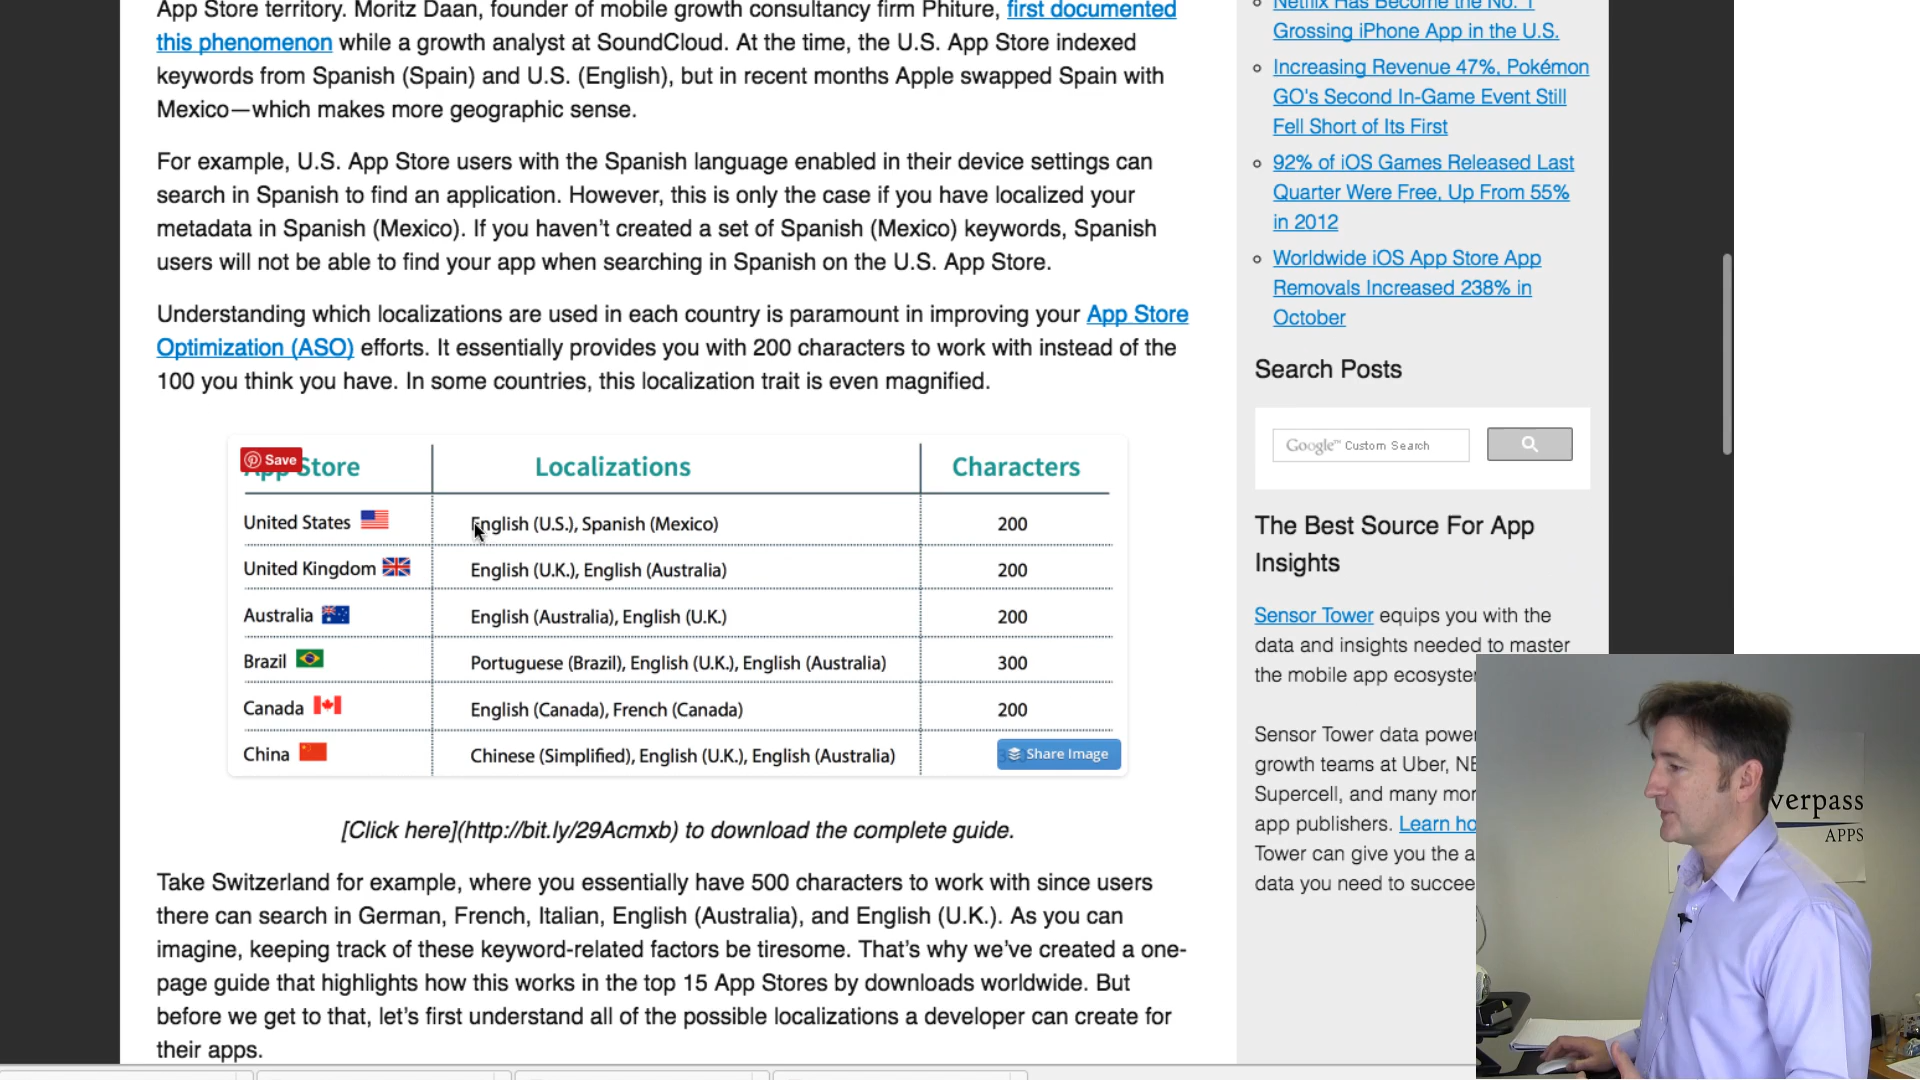 App Store territory. Moritz Daan, founder of mobile growth consultancy firm Phiture, first documented
this phenomenon while a growth analyst at SoundCloud. At the time, the U.S. App Store indexed
keywords from Spanish (Spain) and U.S. (English), but in recent months Apple swapped Spain with
Mexico—which makes more geographic sense.
For example, U.S. App Store users with the Spanish language enabled in their device settings can
search in Spanish to find an application. However, this is only the case if you have localized your
metadata in Spanish (Mexico). If you haven't created a set of Spanish (Mexico) keywords, Spanish
users will not be able to find your app when searching in Spanish on the U.S. App Store.
Understanding which localizations are used in each country is paramount in improving your App Store
Optimization (ASO) efforts. It essentially provides you with 200 characters to work with instead of the
100 you think you have. In some countries, this localization trait is even magnified.
Save
App Store Localizations Characters
United States English (U.S.), Spanish (Mexico) 200
United Kingdom English (U.K.), English (Australia) 200
Australia English (Australia), English (U.K.) 200
Brazil Portuguese (Brazil), English (U.K.), English (Australia) 300
Canada English (Canada), French (Canada) 200
China Chinese (Simplified), English (U.K.), English (Australia)
Share Image
[Click here](http://bit.ly/29Acmxb) to download the complete guide.
Take Switzerland for example, where you essentially have 500 characters to work with since users
there can search in German, French, Italian, English (Australia), and English (U.K.). As you can
imagine, keeping track of these keyword-related factors be tiresome. That's why we've created a one-
page guide that highlights how this works in the top 15 App Stores by downloads worldwide. But
before we get to that, let's first understand all of the possible localizations a developer can create for
their apps.
Netflix Has Become the No. 1
Grossing iPhone App in the U.S.
Increasing Revenue 47%, Pokémon
GO's Second In-Game Event Still
Fell Short of Its First
92% of iOS Games Released Last
Quarter Were Free, Up From 55%
in 2012
Worldwide iOS App Store App
Removals Increased 238% in
October
Search Posts
Google™ Custom Search
The Best Source For App
Insights
Sensor Tower equips you with the
data and insights needed to master
the mobile app ecosyste
Sensor Tower data power
growth teams at Uber, NE
Supercell, and many mor
app publishers. Learn ho
Tower can give you the a
data you need to succee
verpass
APPS